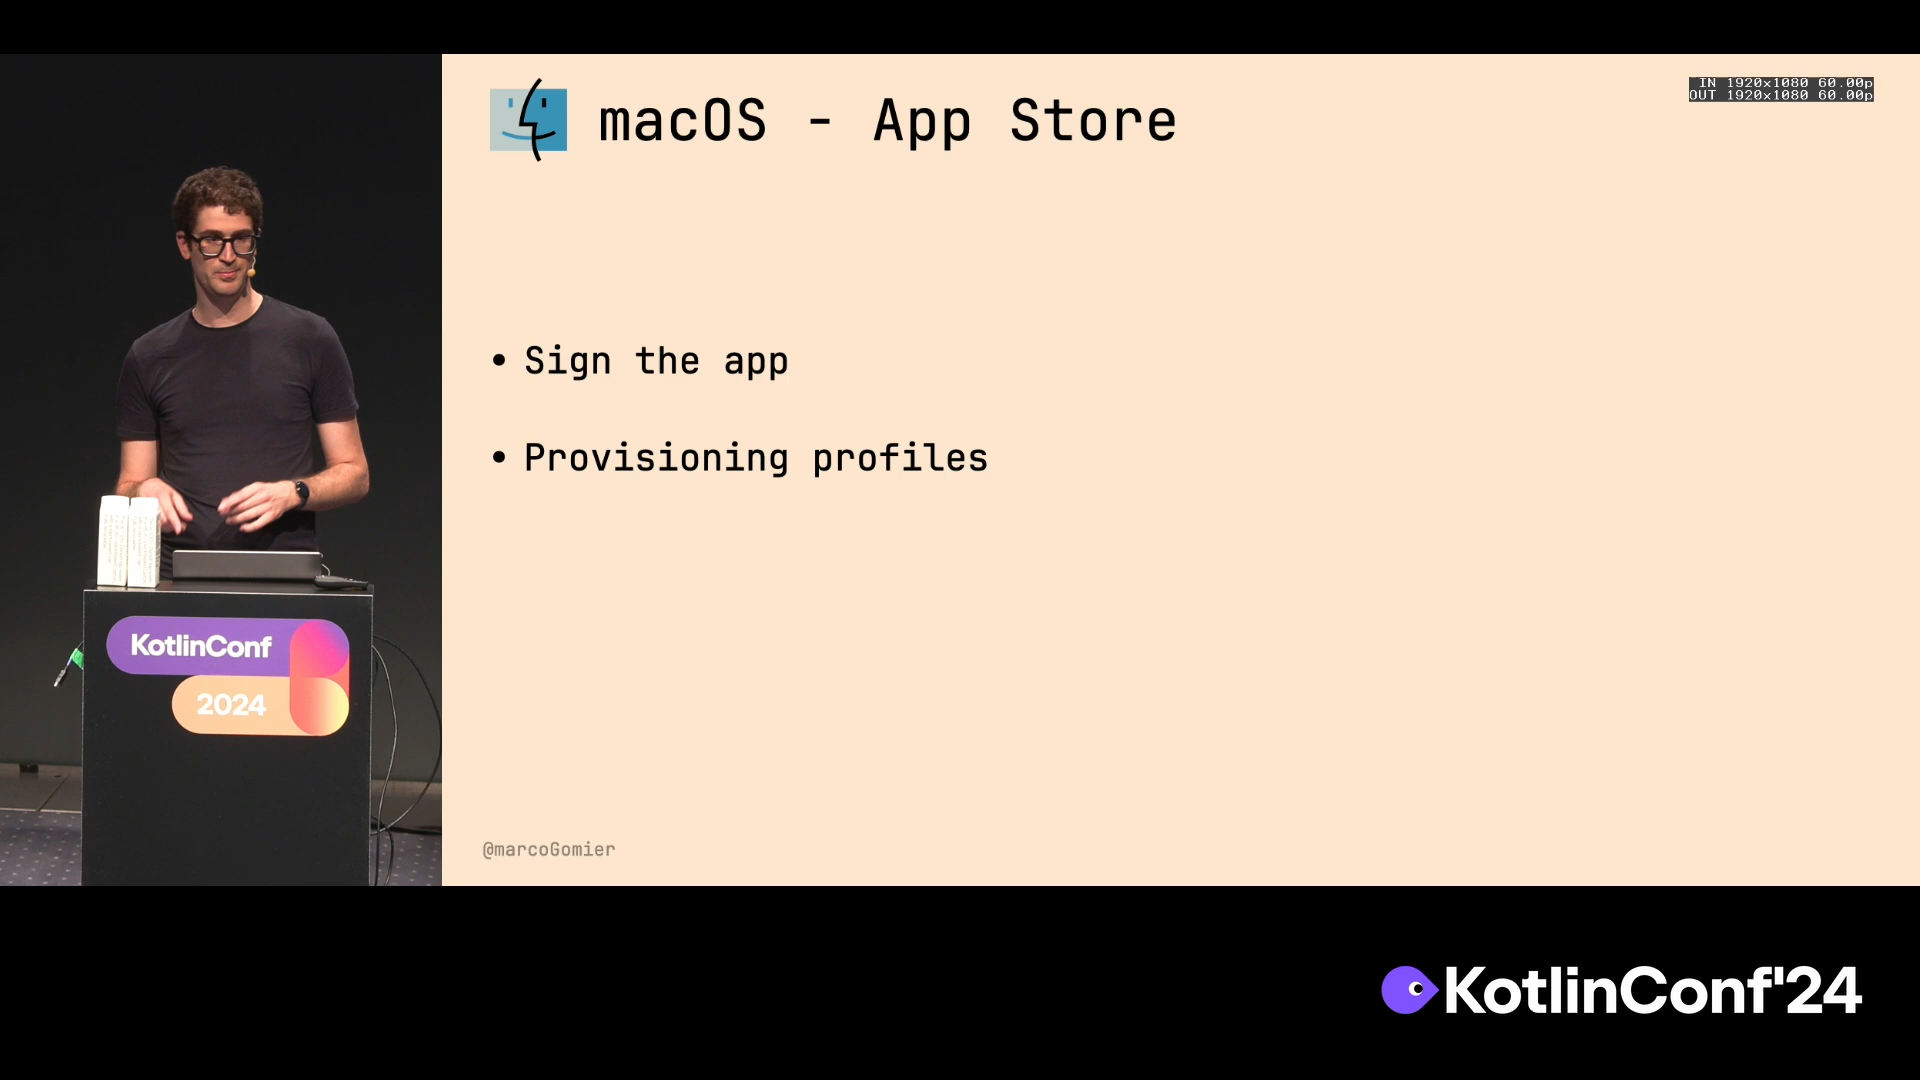 macOS - App Store
IN 1920x1080 60.00p
OUT 1920x1080 60.00p
• Sign the app
• Provisioning profiles
@marcoGomier
KotlinConf
2024
KotlinConf'24